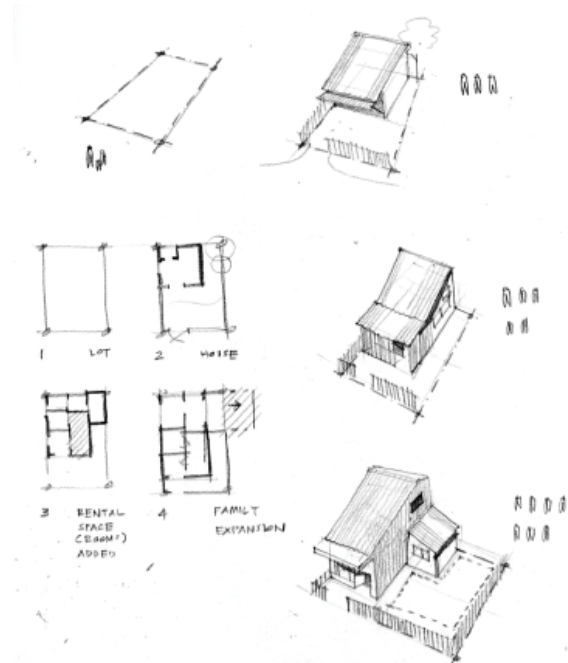 1 LOT
2 HOUSE
3 RENTAL
SPACE
(ROOMS)
ADDED
4 FAMILY
EXPANSION